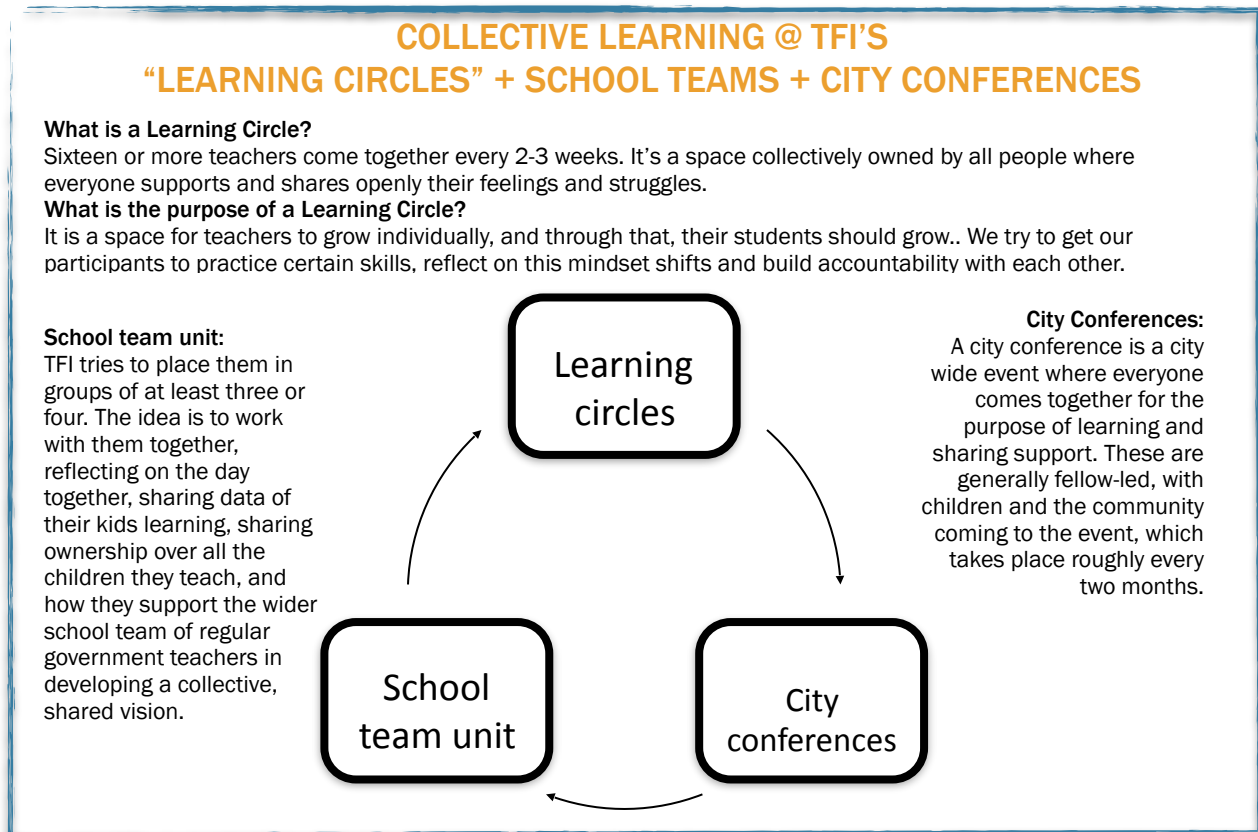 COLLECTIVE LEARNING @ TFI'S
“LEARNING CIRCLES” + SCHOOL TEAMS + CITY CONFERENCES
What is a Learning Circle?
Sixteen or more teachers come together every 2-3 weeks. It’s a space collectively owned by all people where
everyone supports and shares openly their feelings and struggles.
What is the purpose of a Learning Circle?
It is a space for teachers to grow individually, and through that, their students should grow.. We try to get our
participants to practice certain skills, reflect on this mindset shifts and build accountability with each other.
School team unit:
TFI tries to place them in
groups of at least three or
four. The idea is to work
with them together,
reflecting on the day
together, sharing data of
their kids learning, sharing
ownership over all the
children they teach, and
how they support the wider
school team of regular
government teachers in
developing a collective,
shared vision.
Learning
circles
City Conferences:
A city conference is a city
wide event where everyone
comes together for the
purpose of learning and
sharing support. These are
generally fellow-led, with
children and the community
coming to the event, which
takes place roughly every
two months.
School
team unit
City
conferences